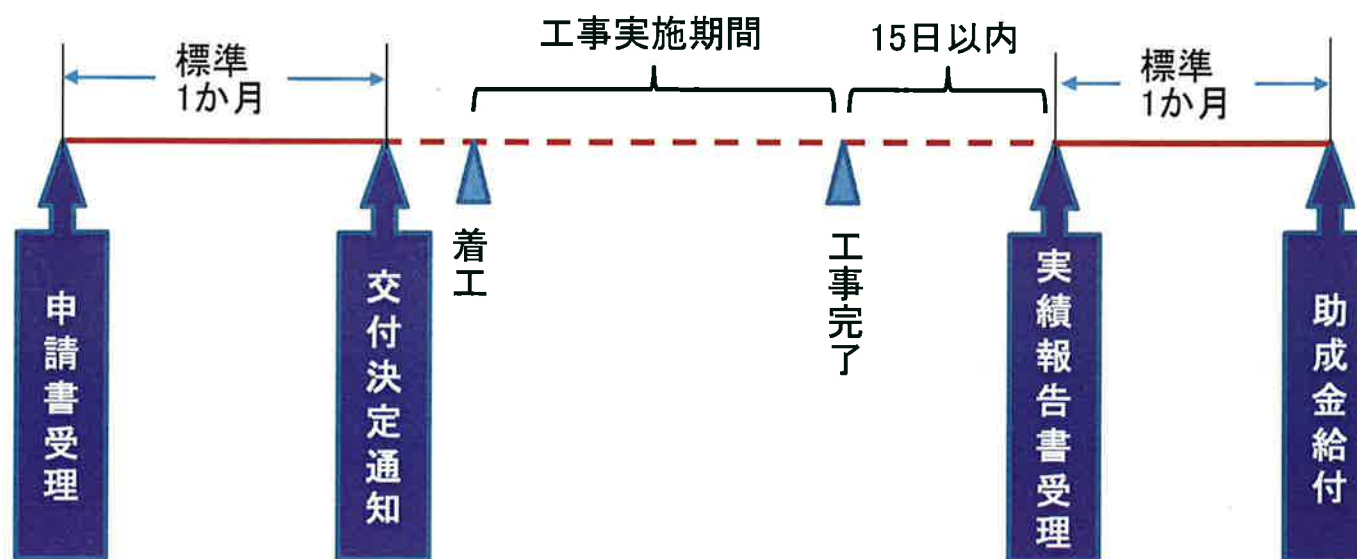 工事実施期間
15日以内
標準
1か月
標準
1か月
申請書受理
交付決定通知
着工
工事完了
実績報告書受理
助成金給付